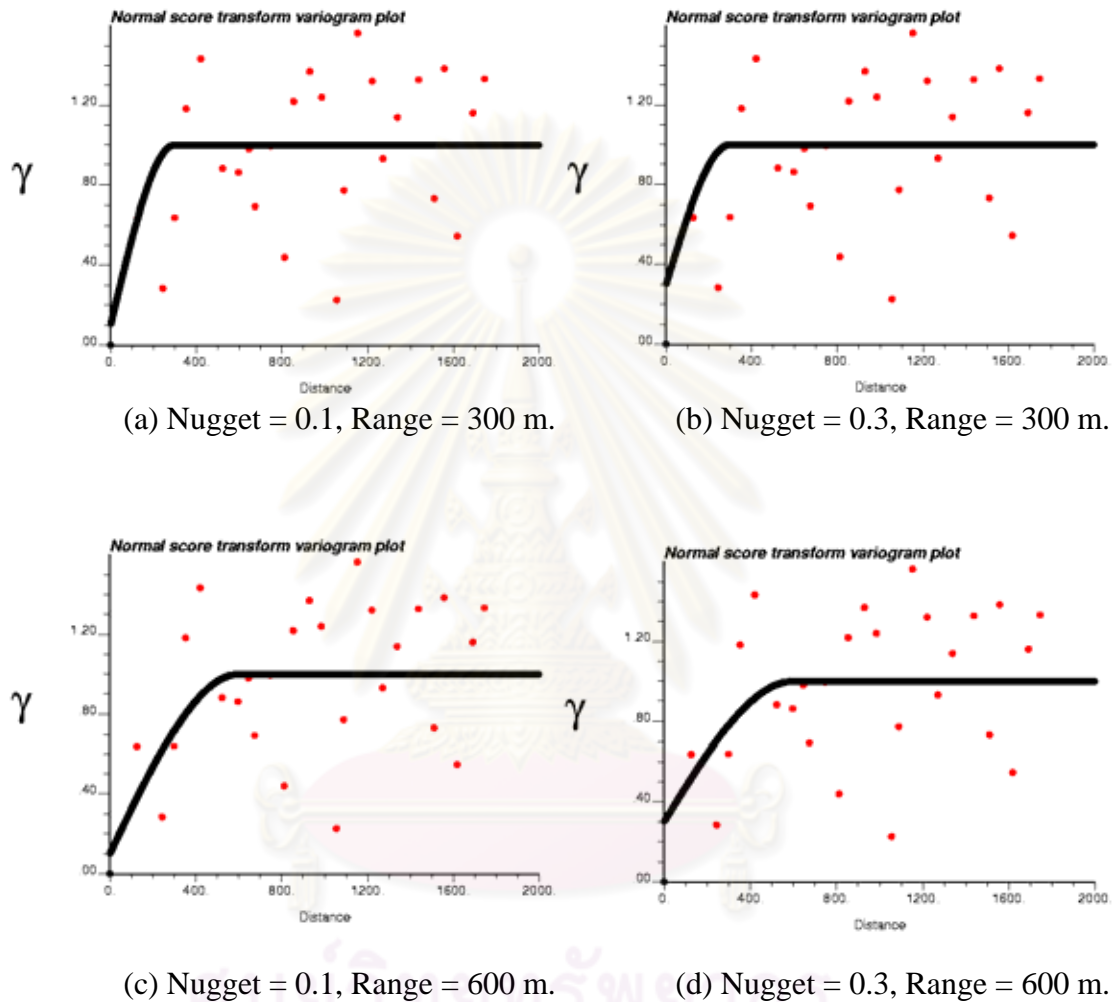 Normal score transform variogram plot
Normal score transform variogram plot
1.20
1.20
γ
γ
.80
.80
.40
.40
.00
.00
0. 400. 800. 1200. 1600. 2000.
0. 400. 800. 1200. 1600. 2000.
Distance
Distance
(a) Nugget = 0.1, Range = 300 m.
(b) Nugget = 0.3, Range = 300 m.
Normal score transform variogram plot
Normal score transform variogram plot
1.20
1.20
γ
γ
.80
.80
.40
.40
.00
.00
0. 400. 800. 1200. 1600. 2000.
0. 400. 800. 1200. 1600. 2000.
Distance
Distance
(c) Nugget = 0.1, Range = 600 m.
(d) Nugget = 0.3, Range = 600 m.